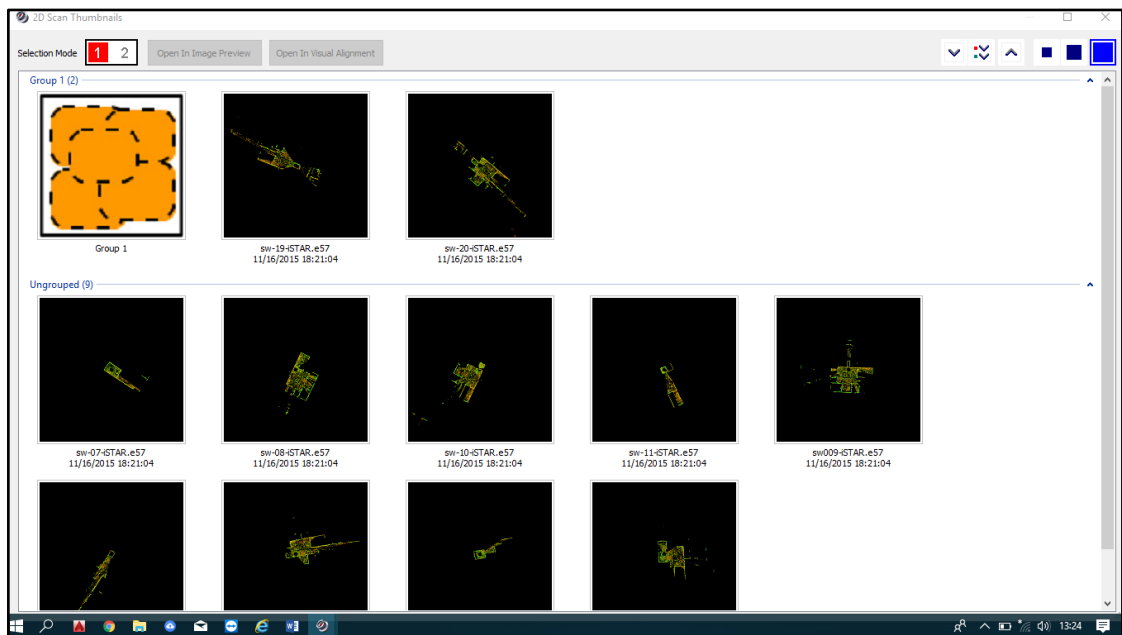 2D Scan Thumbnails
Selection Mode 1 2 Open In Image Preview Open In Visual Alignment
Group 1 (2)
Group 1
sw-19-iSTAR.e57
11/16/2015 18:21:04
sw-20-iSTAR.e57
11/16/2015 18:21:04
Ungrouped (9)
sw-07-iSTAR.e57
11/16/2015 18:21:04
sw-08-iSTAR.e57
11/16/2015 18:21:04
sw-10-iSTAR.e57
11/16/2015 18:21:04
sw-11-iSTAR.e57
11/16/2015 18:21:04
sw009-iSTAR.e57
11/16/2015 18:21:04
13:24